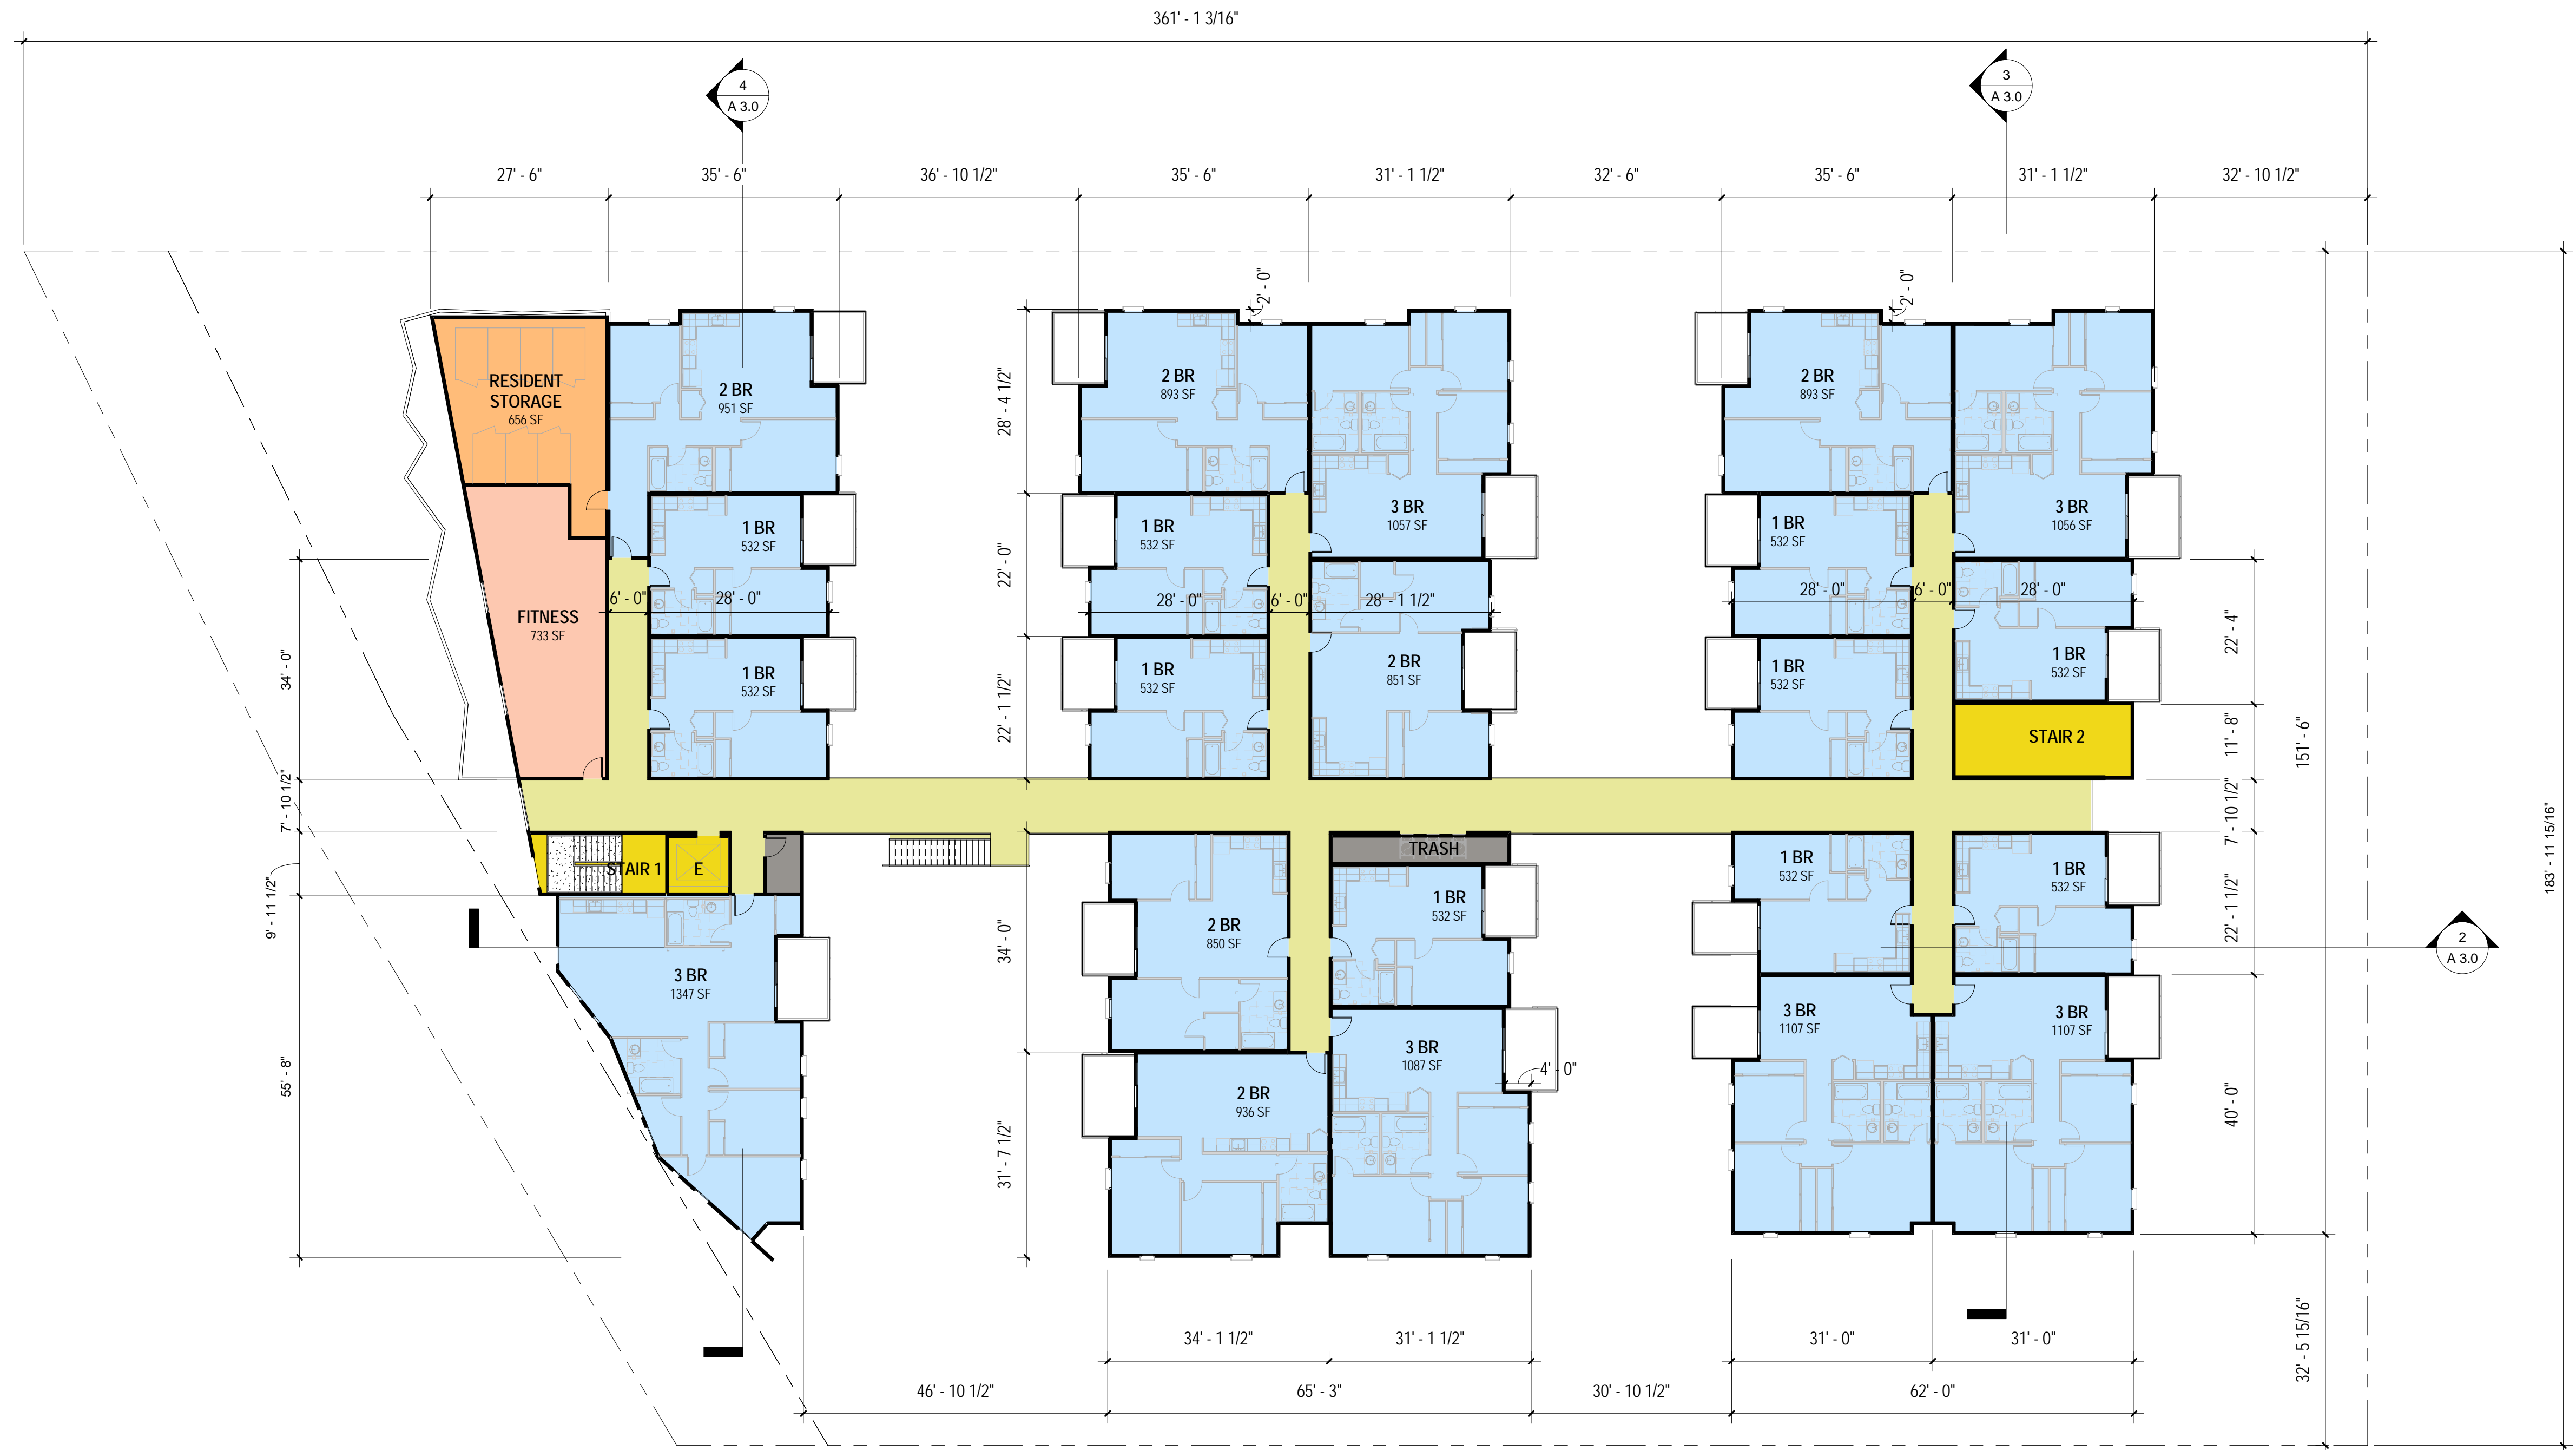 361' - 1 3/16"
4
A 3.0
3
A 3.0
27' - 6"
35' - 6"
36' - 10 1/2"
35' - 6"
31' - 1 1/2"
32' - 6"
35' - 6"
31' - 1 1/2"
32' - 10 1/2"
2' - 0"
2' - 0"
RESIDENT
STORAGE
656 SF
2 BR
951 SF
28' - 4 1/2"
2 BR
893 SF
3 BR
1057 SF
2 BR
893 SF
3 BR
1056 SF
1 BR
532 SF
22' - 0"
1 BR
532 SF
1 BR
532 SF
34' - 0"
FITNESS
733 SF
6' - 0"
28' - 0"
28' - 0"
6' - 0"
28' - 1 1/2"
28' - 0"
6' - 0"
28' - 0"
22' - 4"
1 BR
532 SF
22' - 1 1/2"
1 BR
532 SF
2 BR
851 SF
1 BR
532 SF
1 BR
532 SF
STAIR 2
11' - 8"
151' - 6"
7' - 10 1/2"
7' - 10 1/2"
183' - 11 15/16"
STAIR 1
E
TRASH
9' - 11 1/2"
1 BR
532 SF
1 BR
532 SF
22' - 1 1/2"
2
A 3.0
34' - 0"
2 BR
850 SF
1 BR
532 SF
3 BR
1347 SF
3 BR
1107 SF
3 BR
1107 SF
55' - 8"
3 BR
1087 SF
4' - 0"
2 BR
936 SF
31' - 7 1/2"
40' - 0"
34' - 1 1/2"
31' - 1 1/2"
31' - 0"
31' - 0"
32' - 5 15/16"
46' - 10 1/2"
65' - 3"
30' - 10 1/2"
62' - 0"